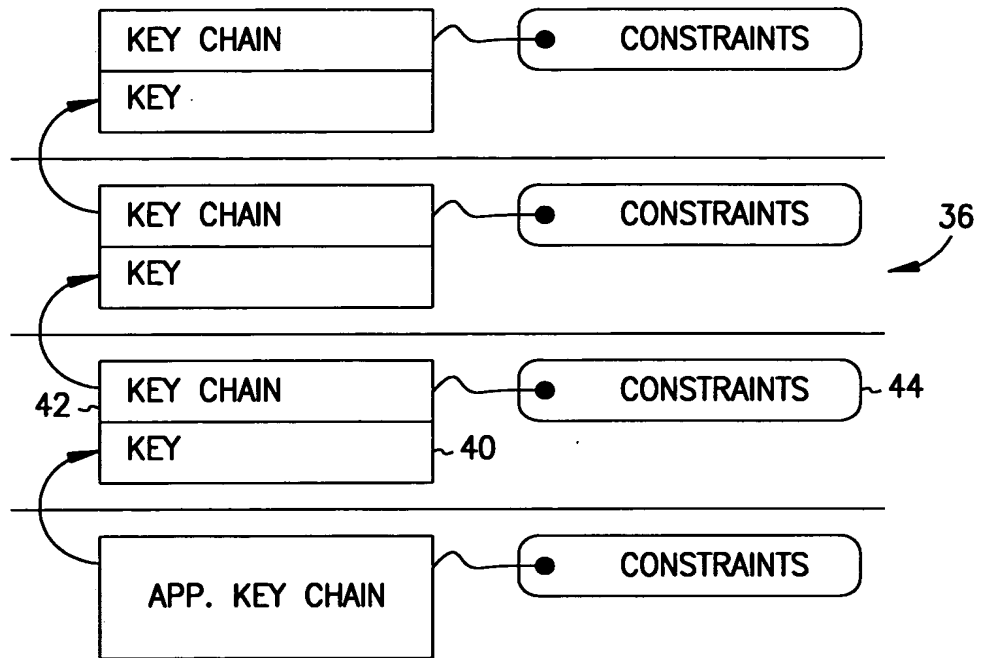 KEY CHAIN
CONSTRAINTS
KEY
KEY CHAIN
CONSTRAINTS
36
KEY
42
KEY CHAIN
CONSTRAINTS
44
KEY
40
APP. KEY CHAIN
CONSTRAINTS